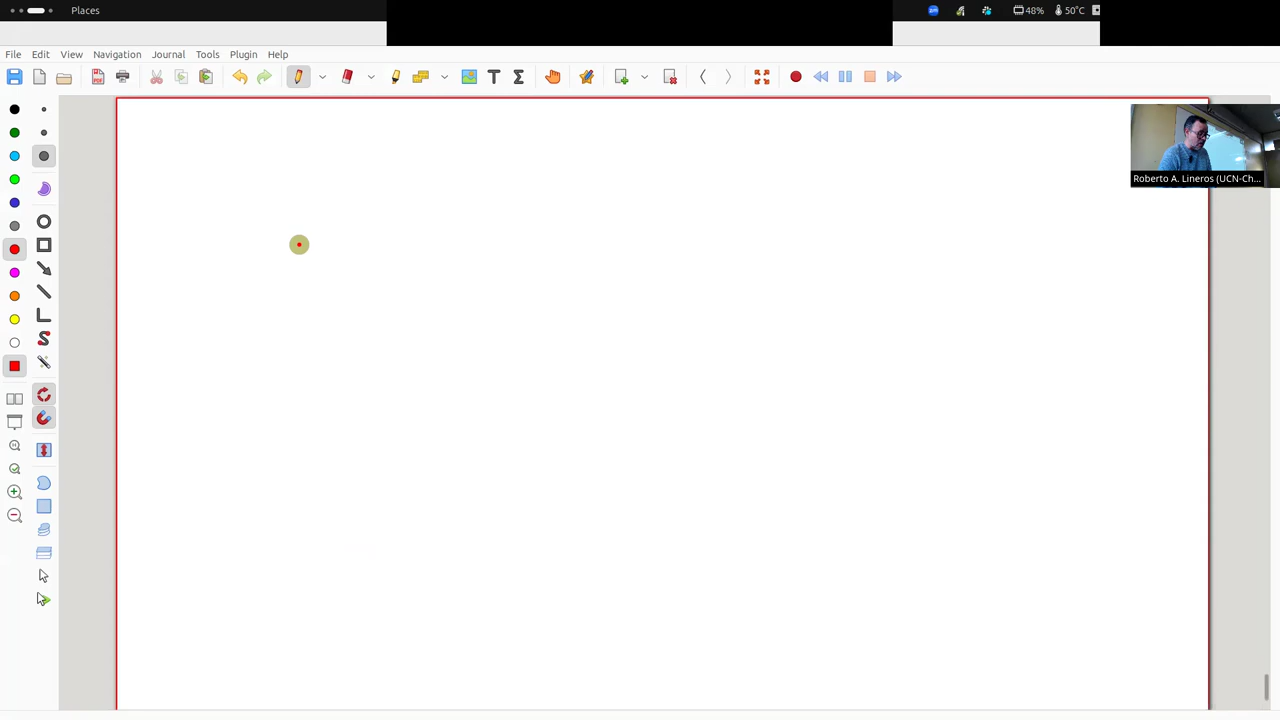 Places
48%
50°C
File Edit View Navigation Journal Tools Plugin Help
Roberto A. Lineros (UCN-Ch...